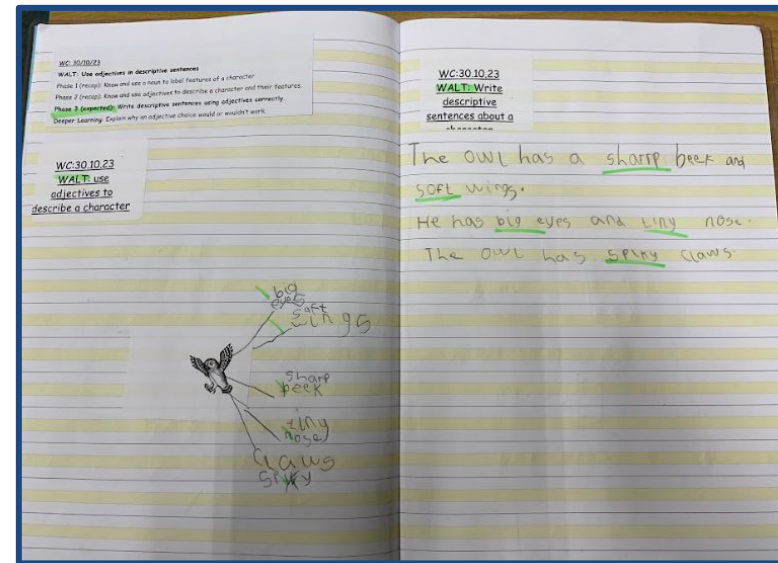 WC: 30/10/23
WALT: Use adjectives in descriptive sentences
Phase 1 (recap): Know and use a noun to label features of a character
Phase 2 (recap): Know and use adjectives to describe a character and their features.
Phase 3 (expected): Write descriptive sentences using adjectives correctly.
Deeper Learning: Explain why an adjective choice would or wouldn't work.
WC:30.10.23
WALT: use
adjectives to
describe a character
big
eyes
soft
wings
sharp
beek
tiny
nose
Claws
spiky
WC:30.10.23
WALT: Write
descriptive
sentences about a
The owl has a sharp beek and
soft wings.
He has big eyes and tiny nose.
The owl has spiky claws.